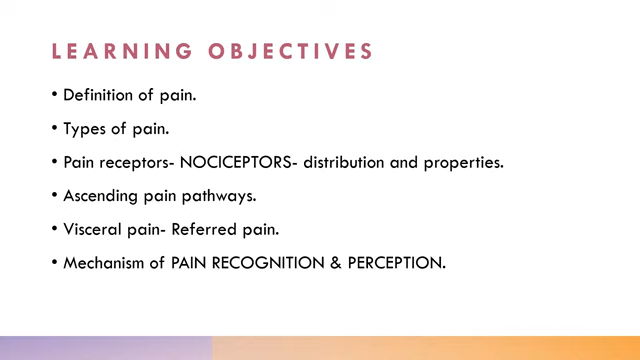 LEARNING OBJECTIVES
• Definition of pain.
• Types of pain.
• Pain receptors- NOCICEPTORS- distribution and properties.
• Ascending pain pathways.
• Visceral pain- Referred pain.
• Mechanism of PAIN RECOGNITION & PERCEPTION.